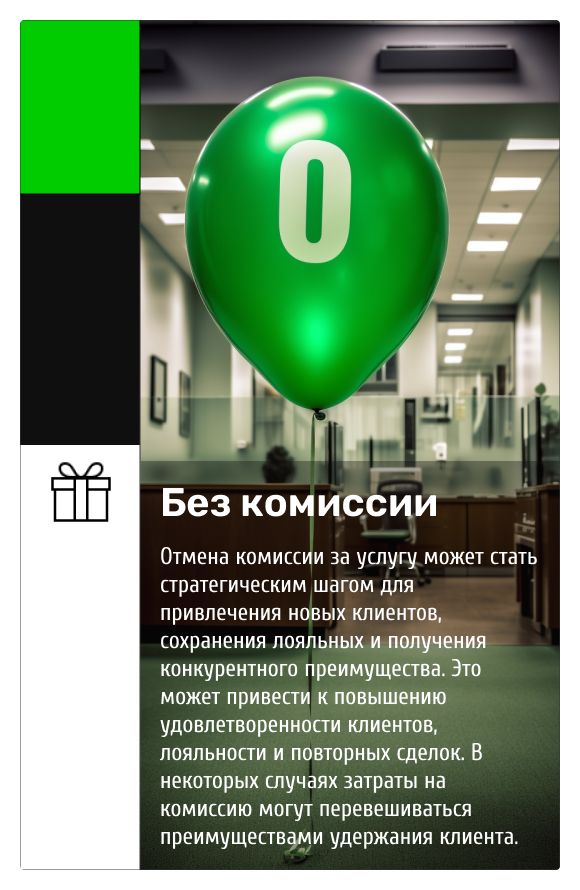 0
Без комиссии
Отмена комиссии за услугу может стать
стратегическим шагом для
привлечения новых клиентов,
сохранения лояльных и получения
конкурентного преимущества. Это
может привести к повышению
удовлетворенности клиентов,
лояльности и повторных сделок. В
некоторых случаях затраты на
комиссию могут перевешиваться
преимуществами удержания клиента.